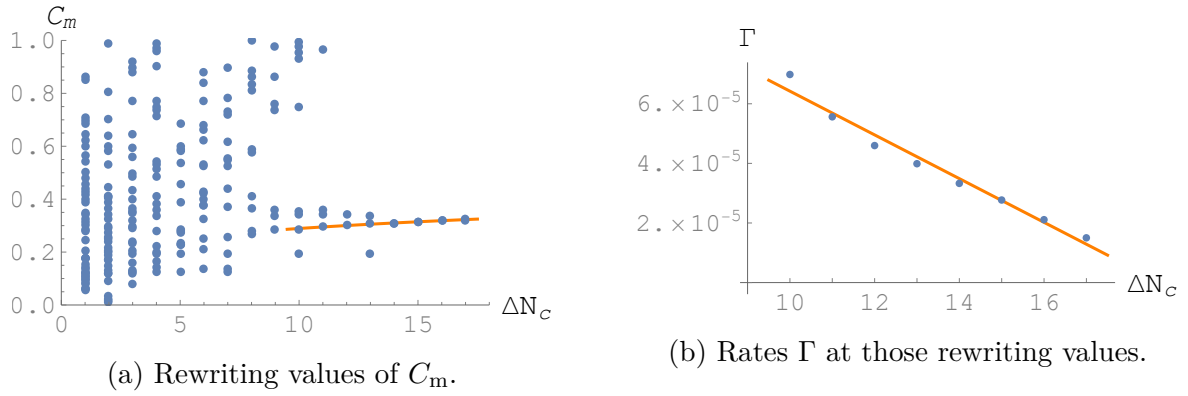 C_m
1.0
0.8
0.6
0.4
0.2
0.0
0 5 10 15 ΔN_c
(a) Rewriting values of C_m.
Γ
6.×10^-5
4.×10^-5
2.×10^-5
10 12 14 16 ΔN_c
(b) Rates Γ at those rewriting values.